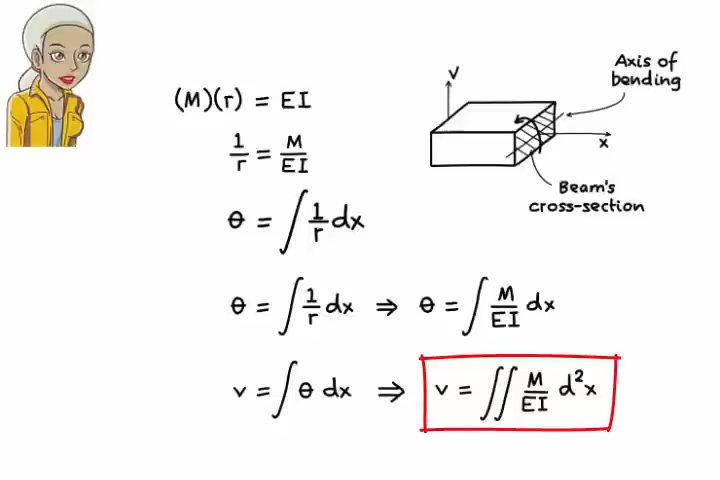 (M)(r) = EI
1/r = M/EI
θ = ∫ 1/r dx
θ = ∫ 1/r dx ⇒ θ = ∫ M/EI dx
v = ∫ θ dx ⇒ v = ∬ M/EI d²x
v
x
Axis of
bending
Beam's
cross-section